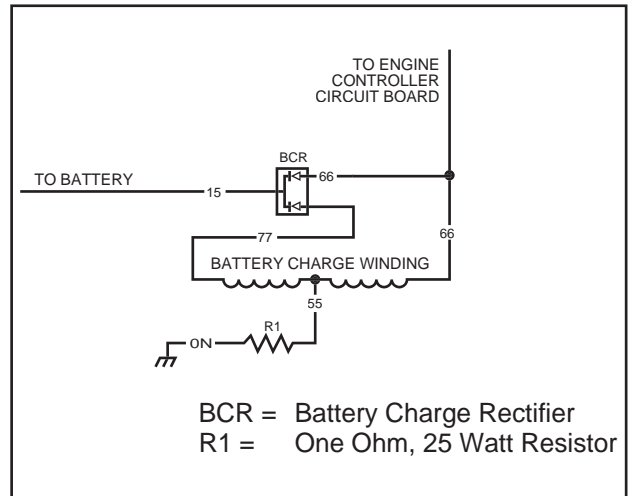 TO ENGINE
CONTROLLER
CIRCUIT BOARD
BCR
66
TO BATTERY
15
66
77
BATTERY CHARGE WINDING
55
R1
0N
BCR = Battery Charge Rectifier
R1 = One Ohm, 25 Watt Resistor